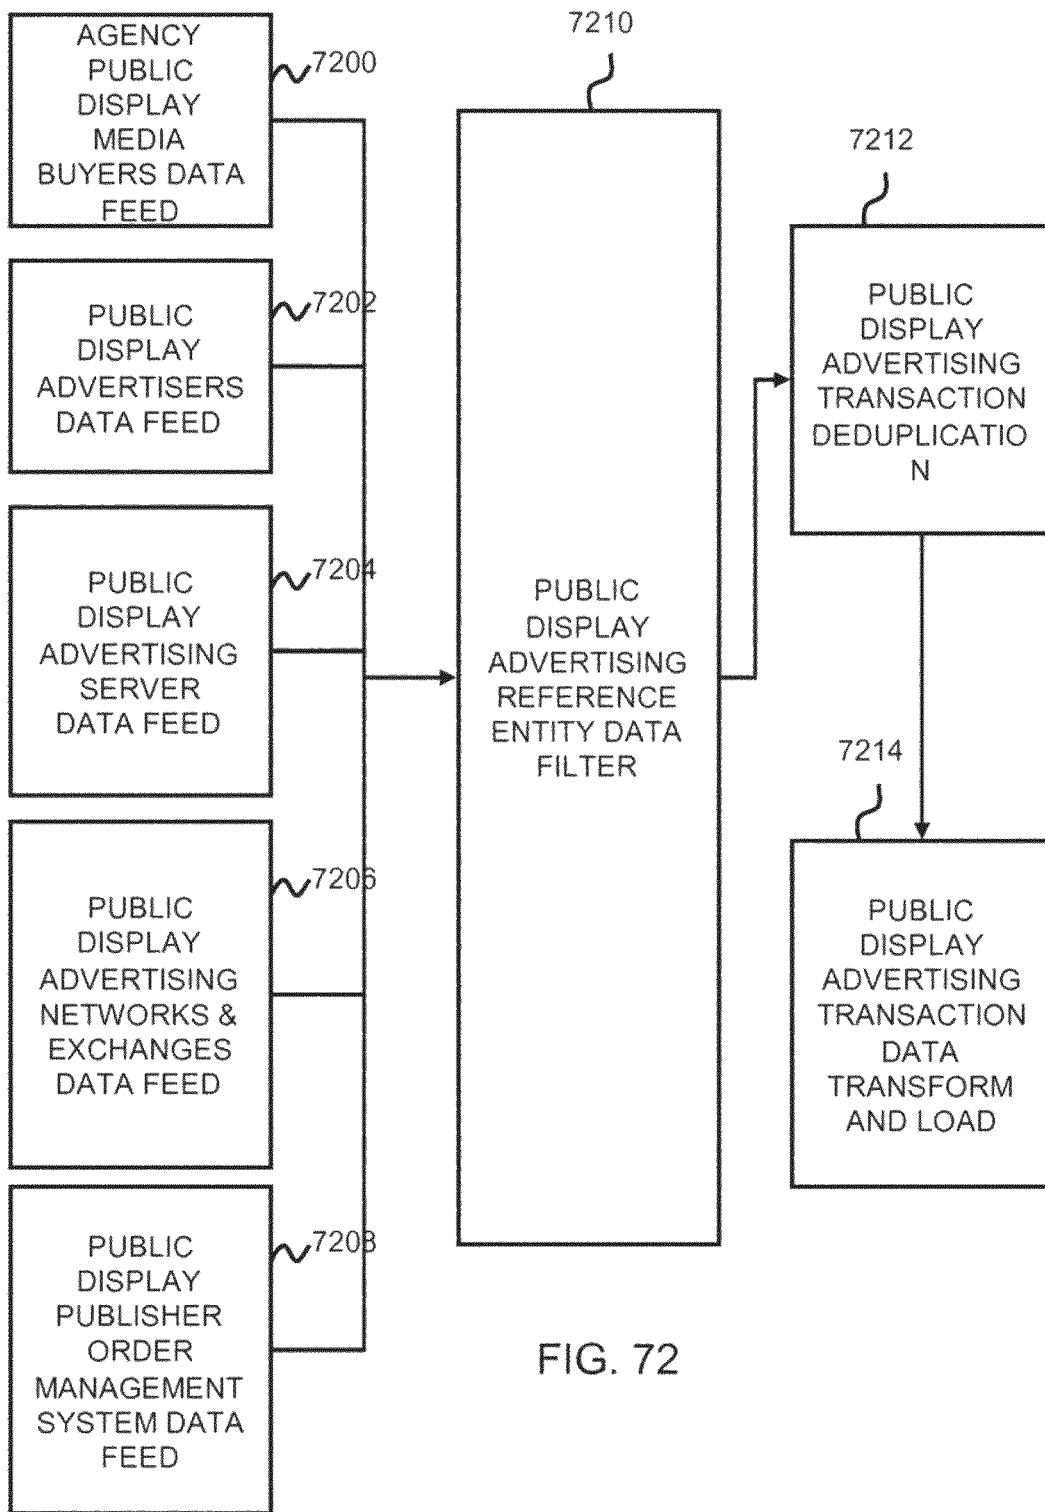 AGENCY
PUBLIC
DISPLAY
MEDIA
BUYERS DATA
FEED
7200
PUBLIC
DISPLAY
ADVERTISERS
DATA FEED
7202
PUBLIC
DISPLAY
ADVERTISING
SERVER
DATA FEED
7204
PUBLIC
DISPLAY
ADVERTISING
NETWORKS &
EXCHANGES
DATA FEED
7206
PUBLIC
DISPLAY
PUBLISHER
ORDER
MANAGEMENT
SYSTEM DATA
FEED
7208
7210
PUBLIC
DISPLAY
ADVERTISING
REFERENCE
ENTITY DATA
FILTER
7212
PUBLIC
DISPLAY
ADVERTISING
TRANSACTION
DEDUPLICATIO
N
7214
PUBLIC
DISPLAY
ADVERTISING
TRANSACTION
DATA
TRANSFORM
AND LOAD
FIG. 72